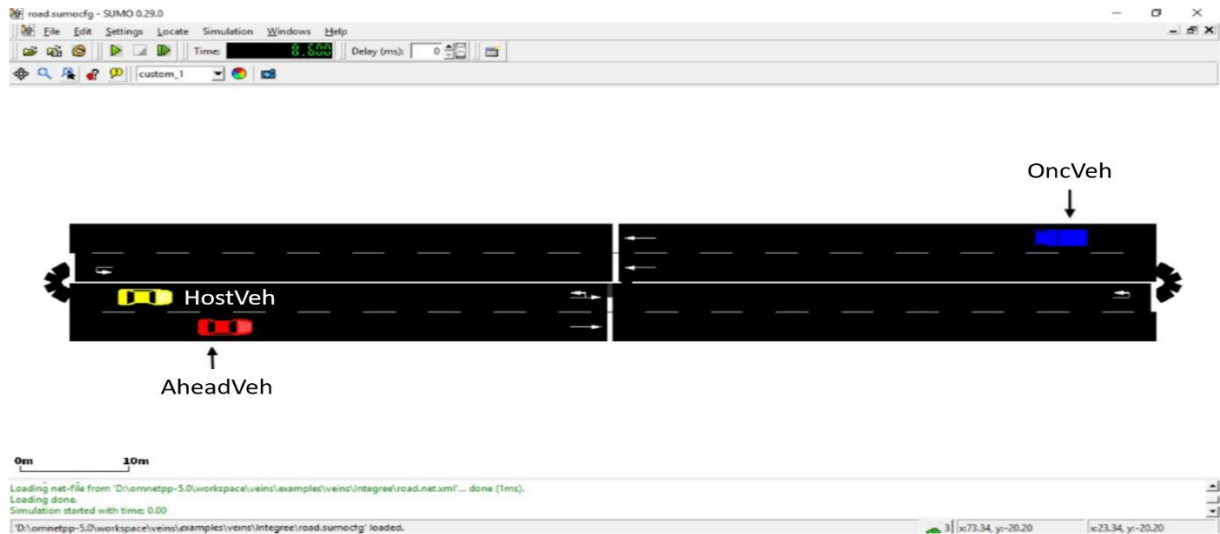 road.sumocfg - SUMO 0.29.0
File Edit Settings Locate Simulation Windows Help
Time: 8.600 Delay (ms): 0
custom_1
OncVeh
HostVeh
AheadVeh
0m 10m
Loading net-file from 'D:\omnetpp-5.0\workspace\veins\examples\veins\Integree\road.net.xml'... done (1ms).
Loading done.
Simulation started with time: 0.00
'D:\omnetpp-5.0\workspace\veins\examples\veins\Integree\road.sumocfg' loaded. 3 x:73.34, y:-20.20 x:23.34, y:-20.20